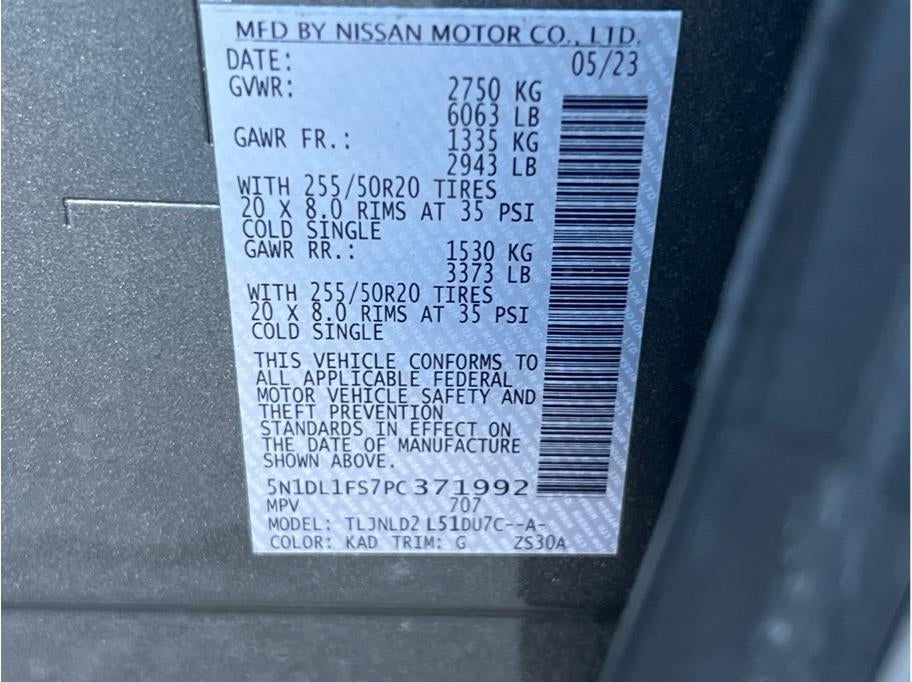 MFD BY NISSAN MOTOR CO., LTD.
DATE: 05/23
GVWR: 2750 KG
6063 LB
GAWR FR.: 1335 KG
2943 LB
WITH 255/50R20 TIRES
20 X 8.0 RIMS AT 35 PSI
COLD SINGLE
GAWR RR.: 1530 KG
3373 LB
WITH 255/50R20 TIRES
20 X 8.0 RIMS AT 35 PSI
COLD SINGLE
THIS VEHICLE CONFORMS TO
ALL APPLICABLE FEDERAL
MOTOR VEHICLE SAFETY AND
THEFT PREVENTION
STANDARDS IN EFFECT ON
THE DATE OF MANUFACTURE
SHOWN ABOVE.
5N1DL1FS7PC371992
MPV 707
MODEL: TLJNLD2 L51DU7C--A-
COLOR: KAD TRIM: G ZS30A